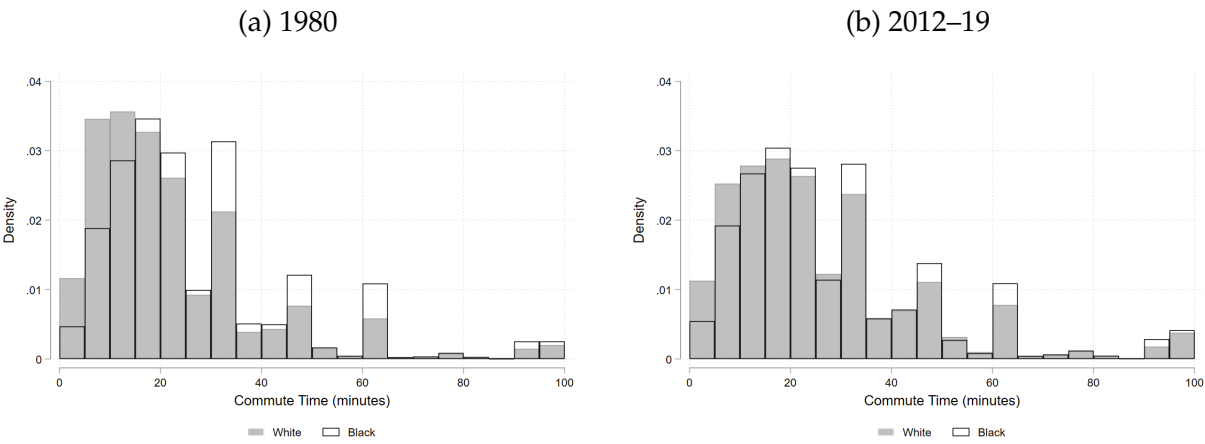 (a) 1980
.04
.03
.02
.01
0
Density
0 20 40 60 80 100
Commute Time (minutes)
White Black
(b) 2012–19
.04
.03
.02
.01
0
Density
0 20 40 60 80 100
Commute Time (minutes)
White Black